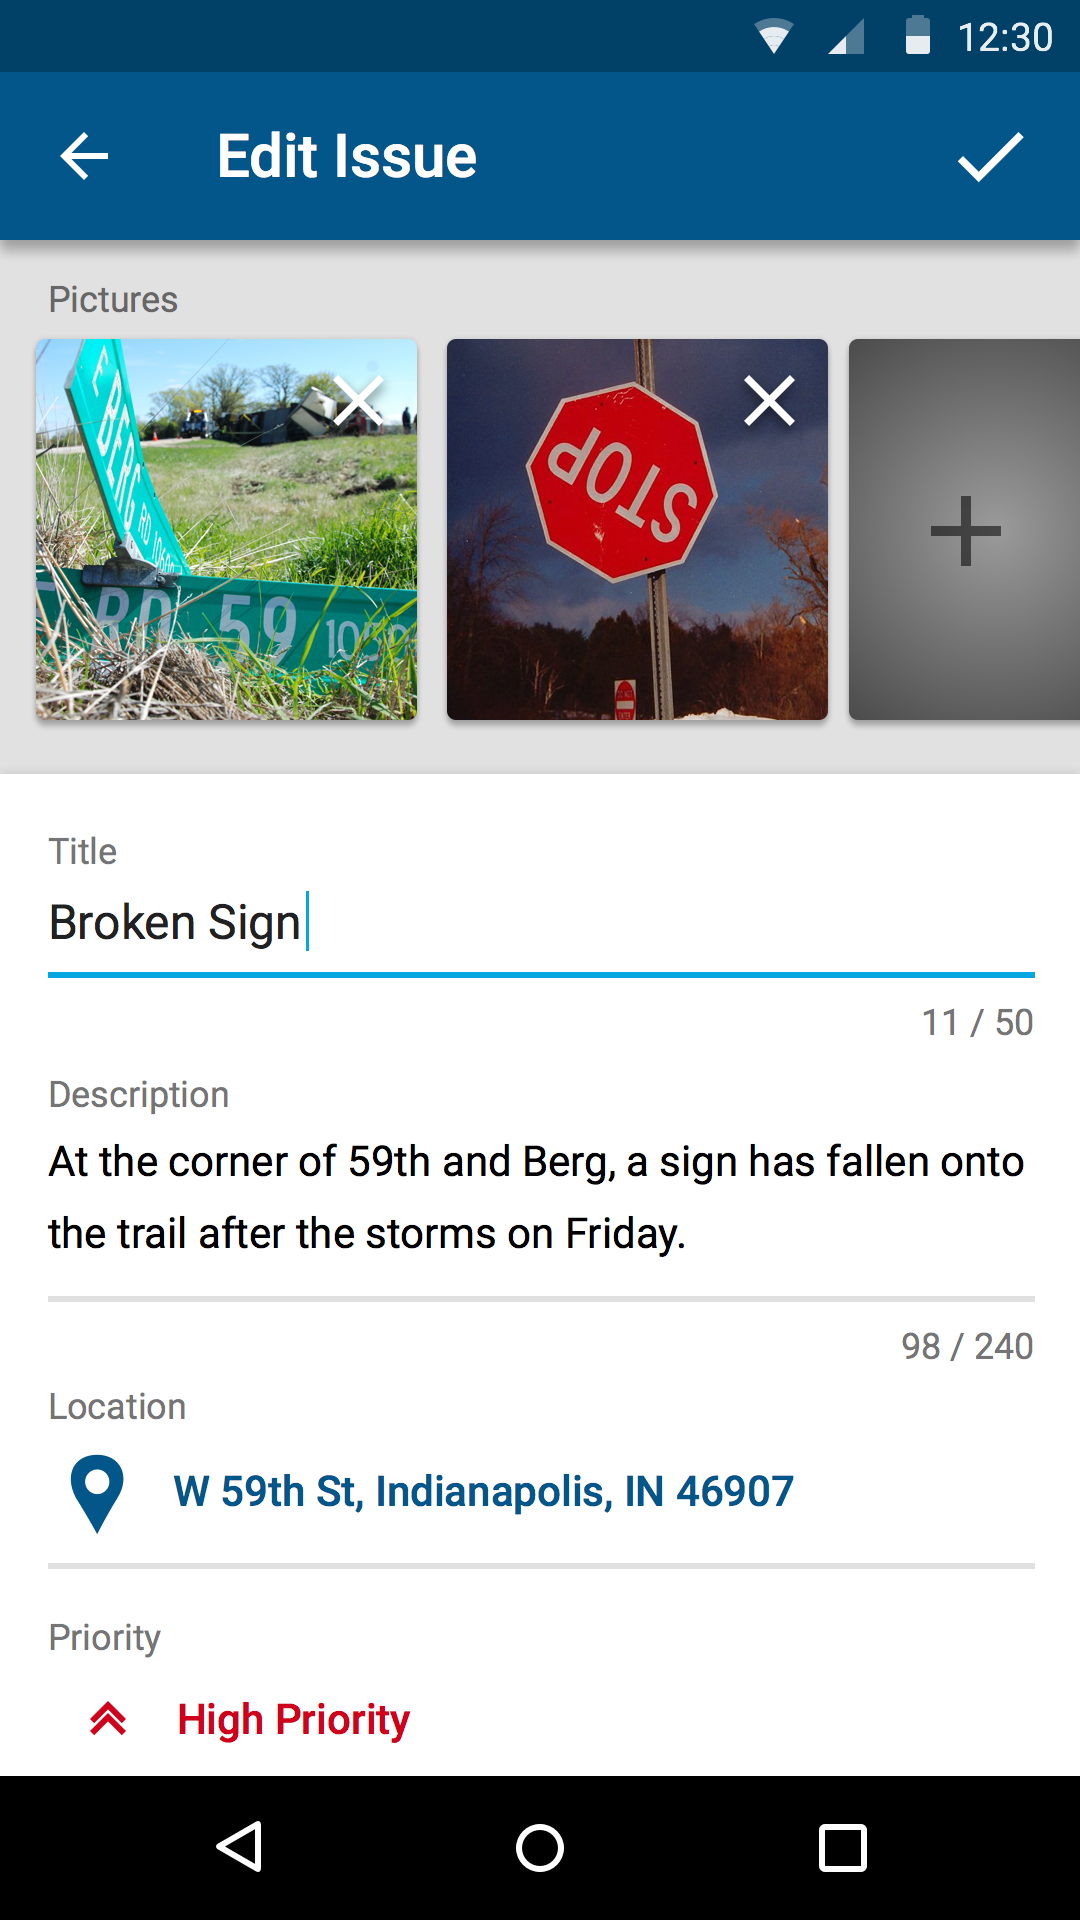 12:30
Edit Issue
Pictures
E BERG RD
RD 59
STOP
Title
Broken Sign
11 / 50
Description
At the corner of 59th and Berg, a sign has fallen onto
the trail after the storms on Friday.
98 / 240
Location
W 59th St, Indianapolis, IN 46907
Priority
High Priority